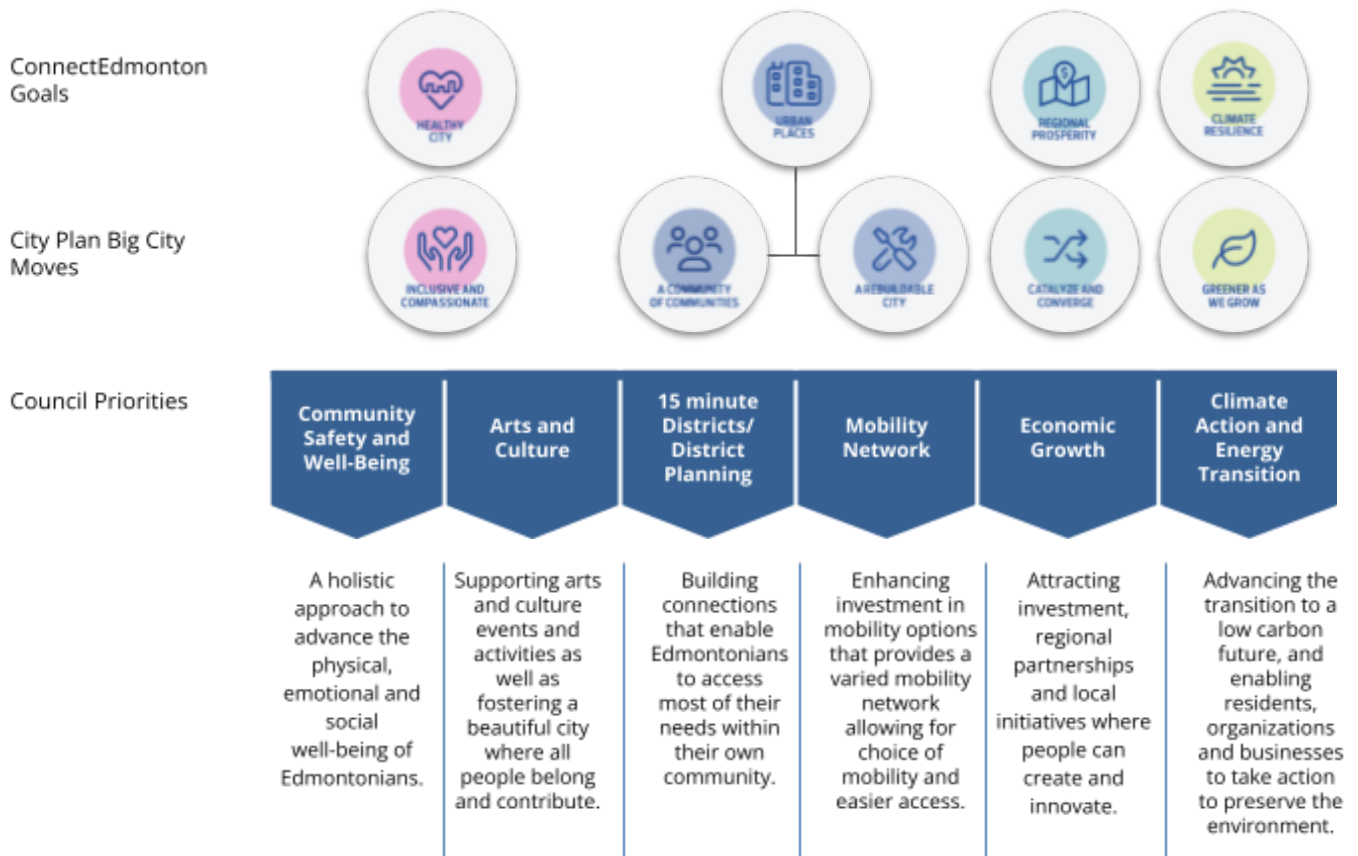 ConnectEdmonton
Goals
HEALTHY
CITY
URBAN
PLACES
REGIONAL
PROSPERITY
CLIMATE
RESILIENCE
City Plan Big City
Moves
INCLUSIVE AND
COMPASSIONATE
A COMMUNITY
OF COMMUNITIES
A REBUILDABLE
CITY
CATALYZE AND
CONVERGE
GREENER AS
WE GROW
Council Priorities
Community
Safety and
Well-Being
Arts and
Culture
15 minute
Districts/
District
Planning
Mobility
Network
Economic
Growth
Climate
Action and
Energy
Transition
A holistic
approach to
advance the
physical,
emotional and
social
well-being of
Edmontonians.
Supporting arts
and culture
events and
activities as
well as
fostering a
beautiful city
where all
people belong
and contribute.
Building
connections
that enable
Edmontonians
to access
most of their
needs within
their own
community.
Enhancing
investment in
mobility options
that provides a
varied mobility
network
allowing for
choice of
mobility and
easier access.
Attracting
investment,
regional
partnerships
and local
initiatives where
people can
create and
innovate.
Advancing the
transition to a
low carbon
future, and
enabling
residents,
organizations
and businesses
to take action
to preserve the
environment.